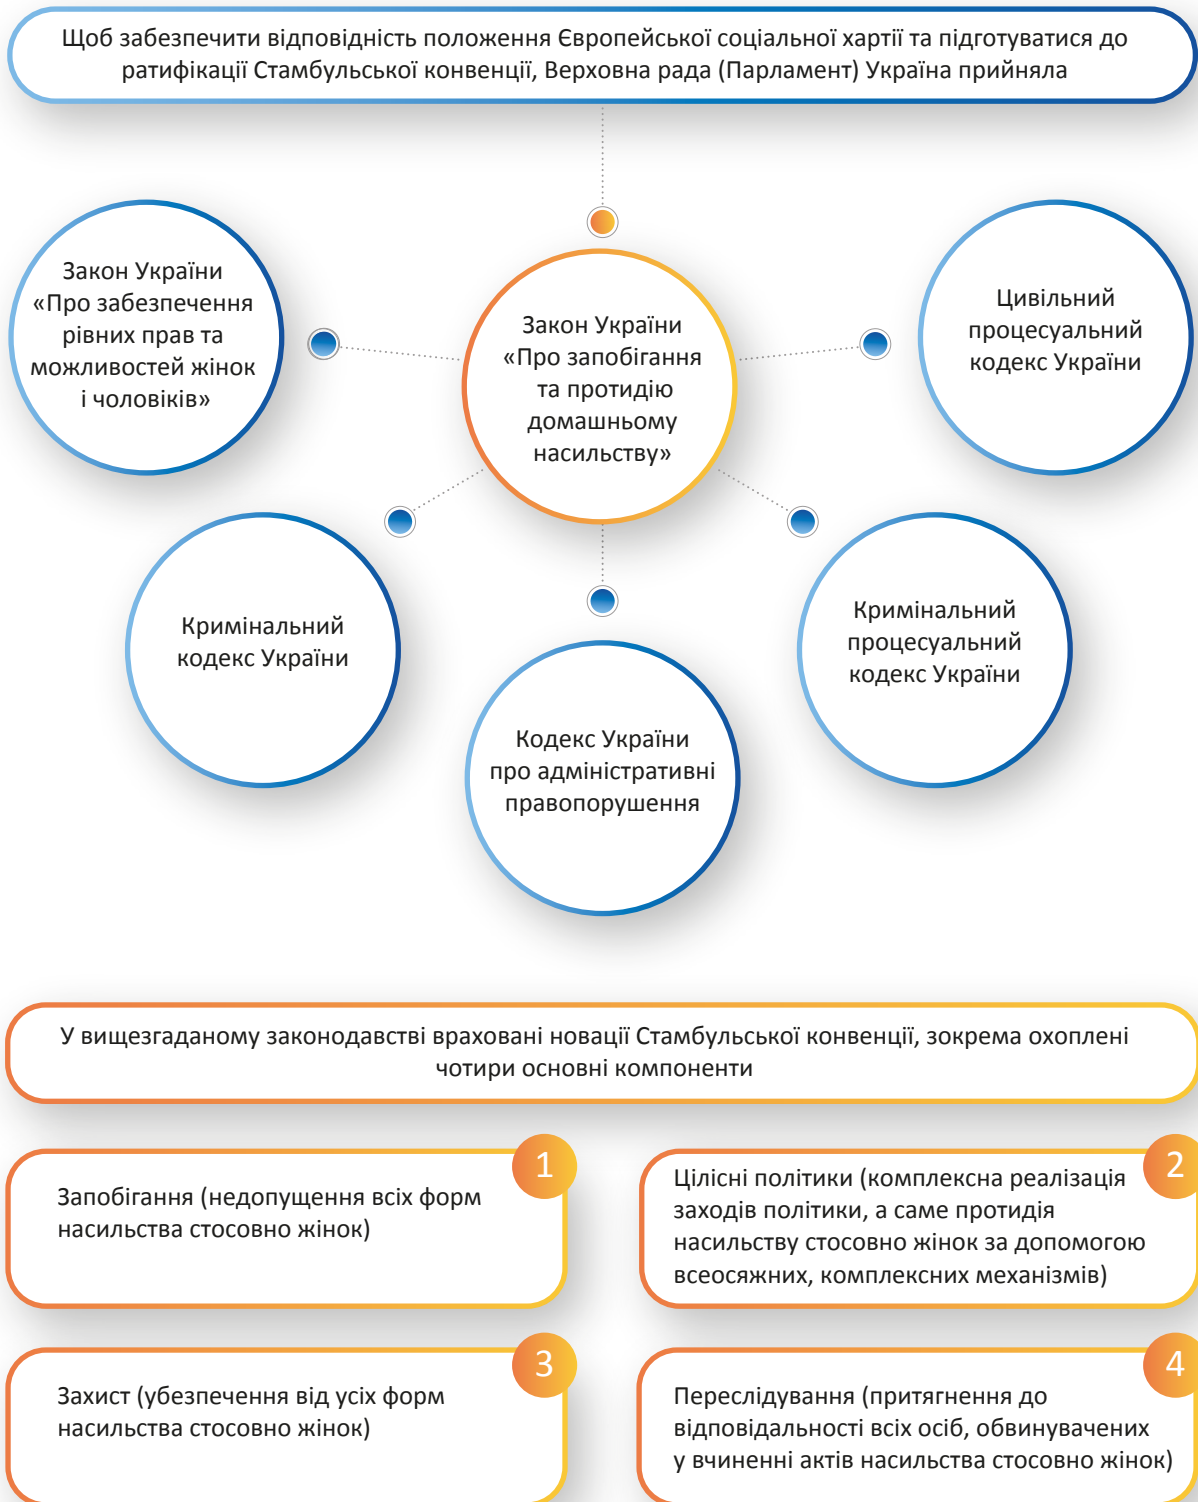 Щоб забезпечити відповідність положення Європейської соціальної хартії та підготуватися до
ратифікації Стамбульської конвенції, Верховна рада (Парламент) Україна прийняла
Закон України
«Про забезпечення
рівних прав та
можливостей жінок
і чоловіків»
Закон України
«Про запобігання
та протидію
домашньому
насильству»
Цивільний
процесуальний
кодекс України
Кримінальний
кодекс України
Кодекс України
про адміністративні
правопорушення
Кримінальний
процесуальний
кодекс України
У вищезгаданому законодавстві враховані новації Стамбульської конвенції, зокрема охоплені
чотири основні компоненти
1
Запобігання (недопущення всіх форм
насильства стосовно жінок)
2
Цілісні політики (комплексна реалізація
заходів політики, а саме протидія
насильству стосовно жінок за допомогою
всеосяжних, комплексних механізмів)
3
Захист (убезпечення від усіх форм
насильства стосовно жінок)
4
Переслідування (притягнення до
відповідальності всіх осіб, обвинувачених
у вчиненні актів насильства стосовно жінок)